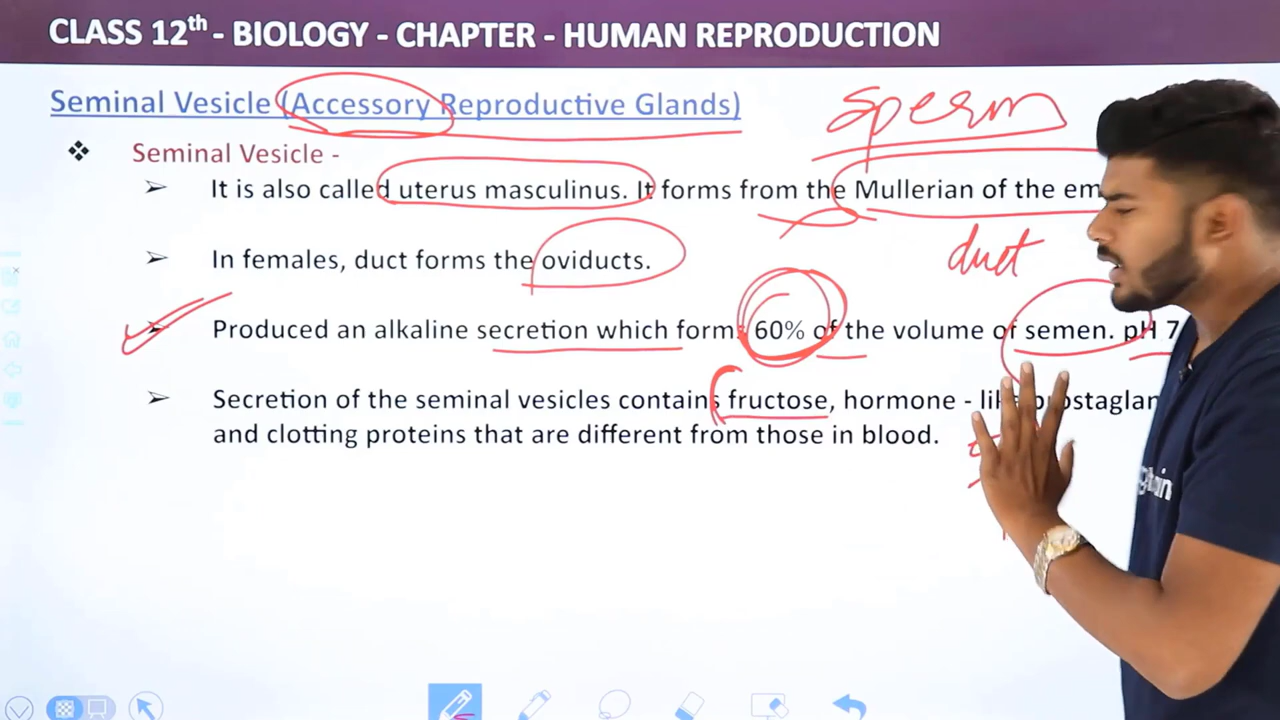 CLASS 12th - BIOLOGY - CHAPTER - HUMAN REPRODUCTION
Seminal Vesicle (Accessory Reproductive Glands)
sperm
Seminal Vesicle -
It is also called uterus masculinus. It forms from the Mullerian of the em
duct
In females, duct forms the oviducts.
Produced an alkaline secretion which forms 60% of the volume of semen. pH 7
Secretion of the seminal vesicles contains fructose, hormone - like prostaglan
and clotting proteins that are different from those in blood.